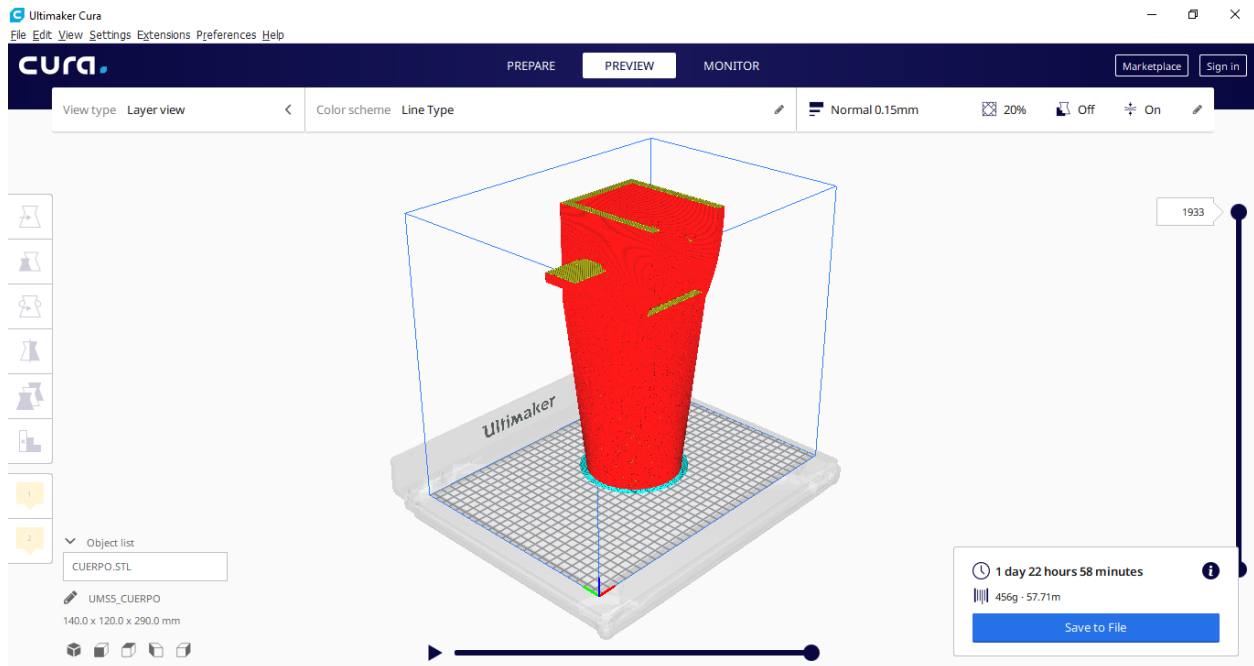 Ultimaker Cura
File Edit View Settings Extensions Preferences Help
cura.
PREPARE PREVIEW MONITOR
Marketplace Sign in
View type Layer view
Color scheme Line Type
Normal 0.15mm 20% Off On
1933
Ultimaker
1
2
Object list
CUERPO.STL
UMS5_CUERPO
140.0 x 120.0 x 290.0 mm
1 day 22 hours 58 minutes
456g · 57.71m
Save to File